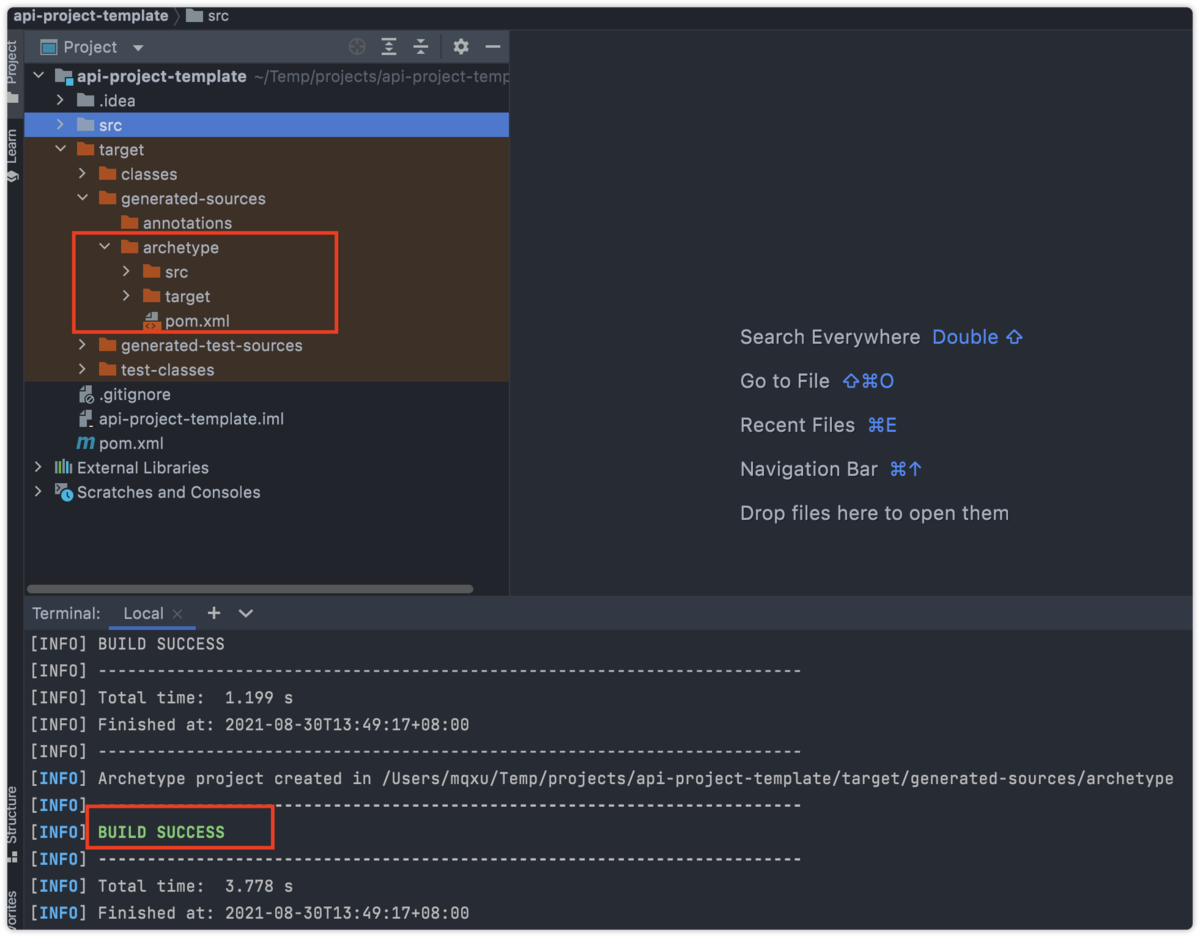 api-project-template src
Project
Project
Learn
api-project-template ~/Temp/projects/api-project-temp
.idea
src
target
classes
generated-sources
annotations
archetype
src
target
pom.xml
generated-test-sources
test-classes
.gitignore
api-project-template.iml
pom.xml
External Libraries
Scratches and Consoles
Search Everywhere Double ⇧
Go to File ⇧⌘O
Recent Files ⌘E
Navigation Bar ⌘↑
Drop files here to open them
Terminal: Local × +
[INFO] BUILD SUCCESS
[INFO] ------------------------------------------------------------------------
[INFO] Total time:  1.199 s
[INFO] Finished at: 2021-08-30T13:49:17+08:00
[INFO] ------------------------------------------------------------------------
[INFO] Archetype project created in /Users/mqxu/Temp/projects/api-project-template/target/generated-sources/archetype
[INFO] ------------------------------------------------------------------------
[INFO] BUILD SUCCESS
[INFO] ------------------------------------------------------------------------
[INFO] Total time:  3.778 s
[INFO] Finished at: 2021-08-30T13:49:17+08:00
Structure
vorites